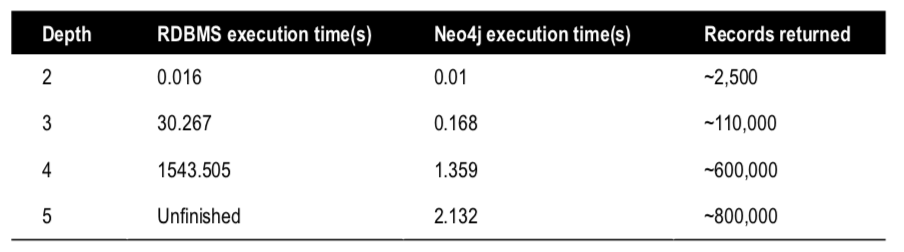 Depth RDBMS execution time(s) Neo4j execution time(s) Records returned
2 0.016 0.01 ~2,500
3 30.267 0.168 ~110,000
4 1543.505 1.359 ~600,000
5 Unfinished 2.132 ~800,000